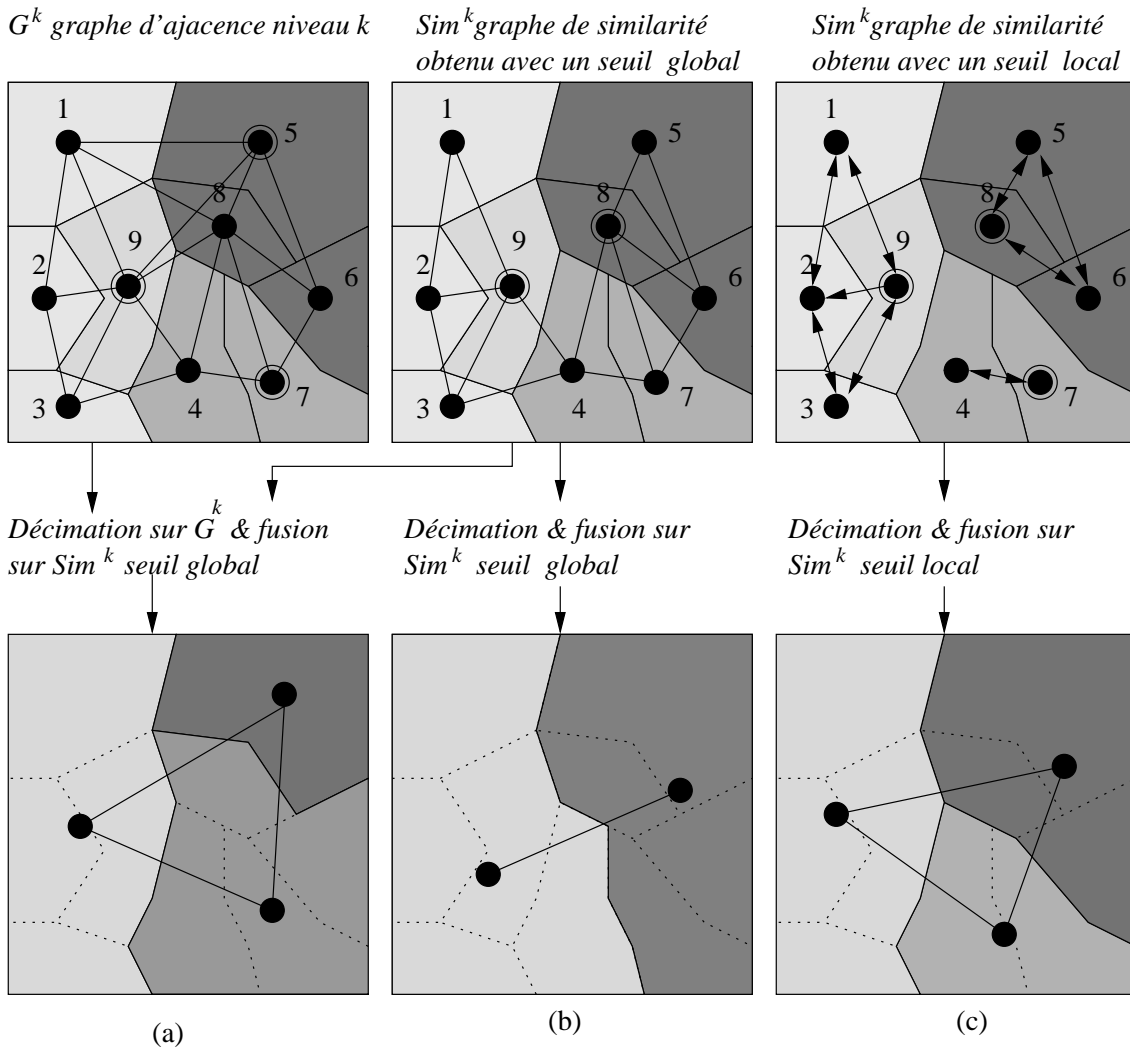 G^k graphe d'ajacence niveau k
Sim^k graphe de similarité
obtenu avec un seuil global
Sim^k graphe de similarité
obtenu avec un seuil local
1
5
8
9
2
6
3
4
7
1
5
8
9
2
6
3
4
7
1
5
8
9
2
6
3
4
7
Décimation sur G^k & fusion
sur Sim^k seuil global
Décimation & fusion sur
Sim^k seuil global
Décimation & fusion sur
Sim^k seuil local
(a)
(b)
(c)